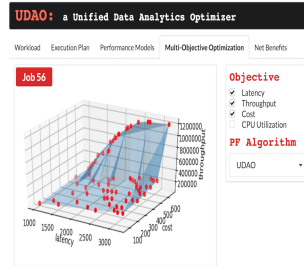 UDAO: a Unified Data Analytics Optimizer
Workload Execution Plan Performance Models Multi-Objective Optimization Net Benefits
Job 56
Objective
Latency
Throughput
Cost
CPU Utilization
PF Algorithm
UDAO
1200000
1000000
800000
600000
400000
200000
throughput
1000 1500 2000 2500 3000
latency
100 200 300 400 500 600
cost